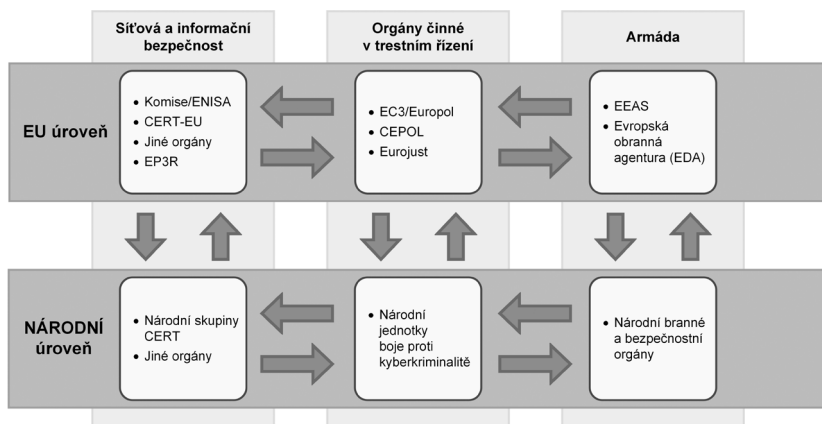 Síťová a informační
bezpečnost
Orgány činné
v trestním řízení
Armáda
EU úroveň
• Komise/ENISA
• CERT-EU
• Jiné orgány
• EP3R
• EC3/Europol
• CEPOL
• Eurojust
• EEAS
• Evropská
obranná
agentura (EDA)
NÁRODNÍ
úroveň
• Národní skupiny
CERT
• Jiné orgány
• Národní
jednotky
boje proti
kyberkriminalitě
• Národní branné
a bezpečnostní
orgány